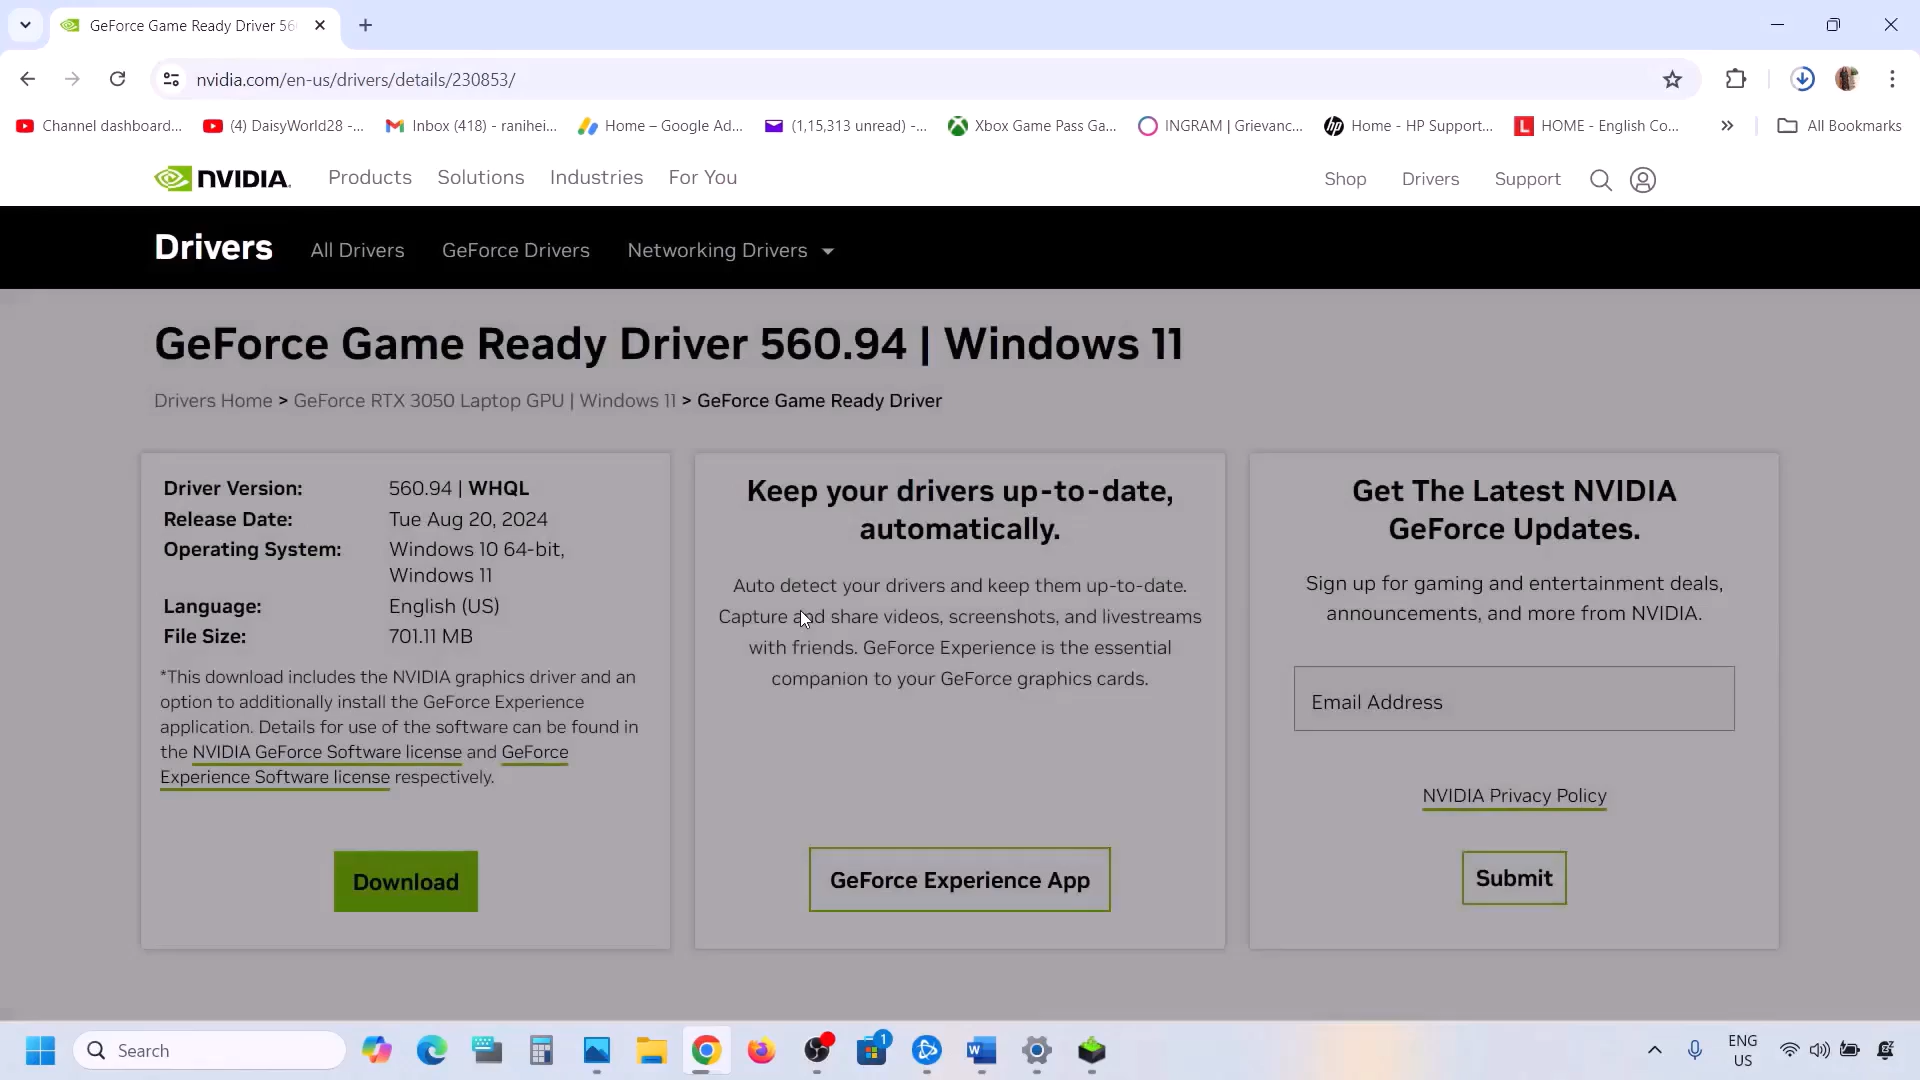 GeForce Game Ready Driver 56
nvidia.com/en-us/drivers/details/230853/
Channel dashboard...
(4) DaisyWorld28 -...
Inbox (418) - ranihei...
Home – Google Ad...
(1,15,313 unread) -...
Xbox Game Pass Ga...
INGRAM | Grievanc...
Home - HP Support...
HOME - English Co...
All Bookmarks
NVIDIA.
Products
Solutions
Industries
For You
Shop
Drivers
Support
Drivers
All Drivers
GeForce Drivers
Networking Drivers
GeForce Game Ready Driver 560.94 | Windows 11
Drivers Home > GeForce RTX 3050 Laptop GPU | Windows 11 > GeForce Game Ready Driver
Driver Version: 560.94 | WHQL
Release Date: Tue Aug 20, 2024
Operating System: Windows 10 64-bit,
Windows 11
Language: English (US)
File Size: 701.11 MB
*This download includes the NVIDIA graphics driver and an
option to additionally install the GeForce Experience
application. Details for use of the software can be found in
the NVIDIA GeForce Software license and GeForce
Experience Software license respectively.
Download
Keep your drivers up-to-date,
automatically.
Auto detect your drivers and keep them up-to-date.
Capture and share videos, screenshots, and livestreams
with friends. GeForce Experience is the essential
companion to your GeForce graphics cards.
GeForce Experience App
Get The Latest NVIDIA
GeForce Updates.
Sign up for gaming and entertainment deals,
announcements, and more from NVIDIA.
Email Address
NVIDIA Privacy Policy
Submit
Search
1
ENG
US